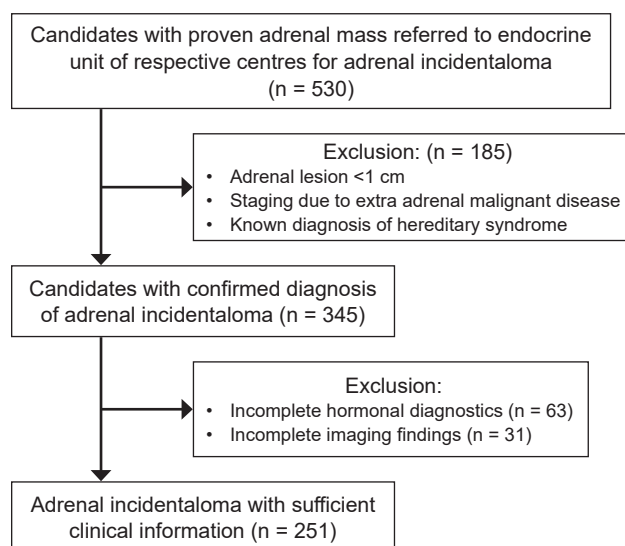 Candidates with proven adrenal mass referred to endocrine
unit of respective centres for adrenal incidentaloma
(n = 530)
Exclusion: (n = 185)
• Adrenal lesion <1 cm
• Staging due to extra adrenal malignant disease
• Known diagnosis of hereditary syndrome
Candidates with confirmed diagnosis
of adrenal incidentaloma (n = 345)
Exclusion:
• Incomplete hormonal diagnostics (n = 63)
• Incomplete imaging findings (n = 31)
Adrenal incidentaloma with sufficient
clinical information (n = 251)